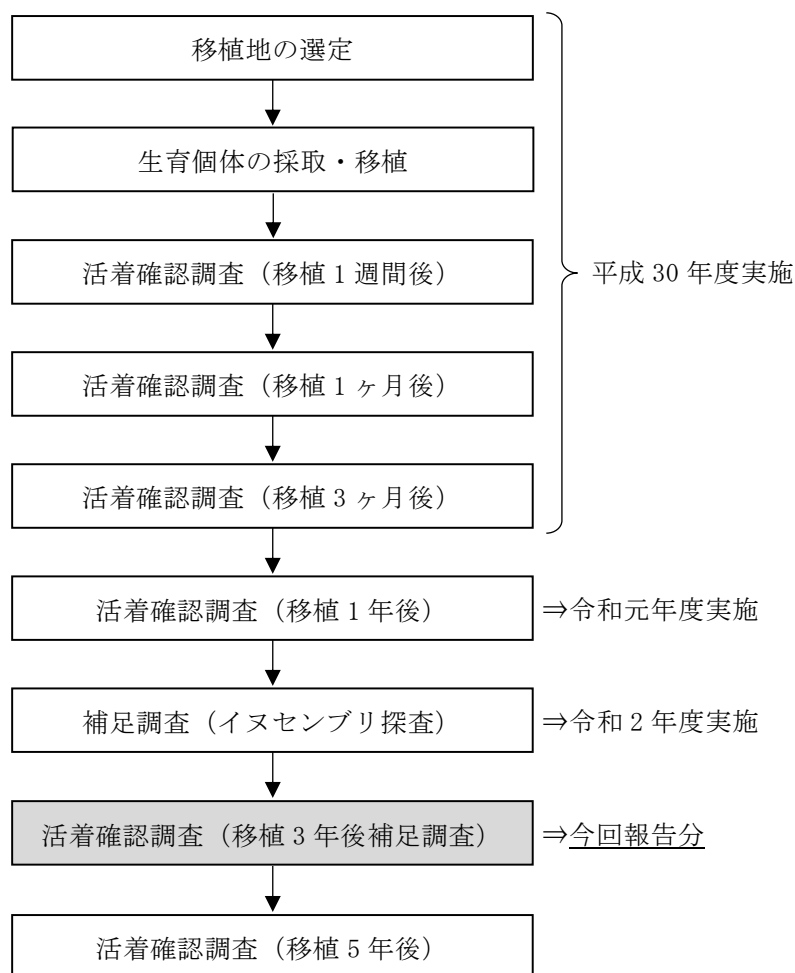 移植地の選定
生育個体の採取・移植
活着確認調査（移植 1 週間後）
平成 30 年度実施
活着確認調査（移植 1 ヶ月後）
活着確認調査（移植 3 ヶ月後）
活着確認調査（移植 1 年後）
⇒令和元年度実施
補足調査（イヌセンブリ探査）
⇒令和 2 年度実施
活着確認調査（移植 3 年後補足調査）
⇒今回報告分
活着確認調査（移植 5 年後）